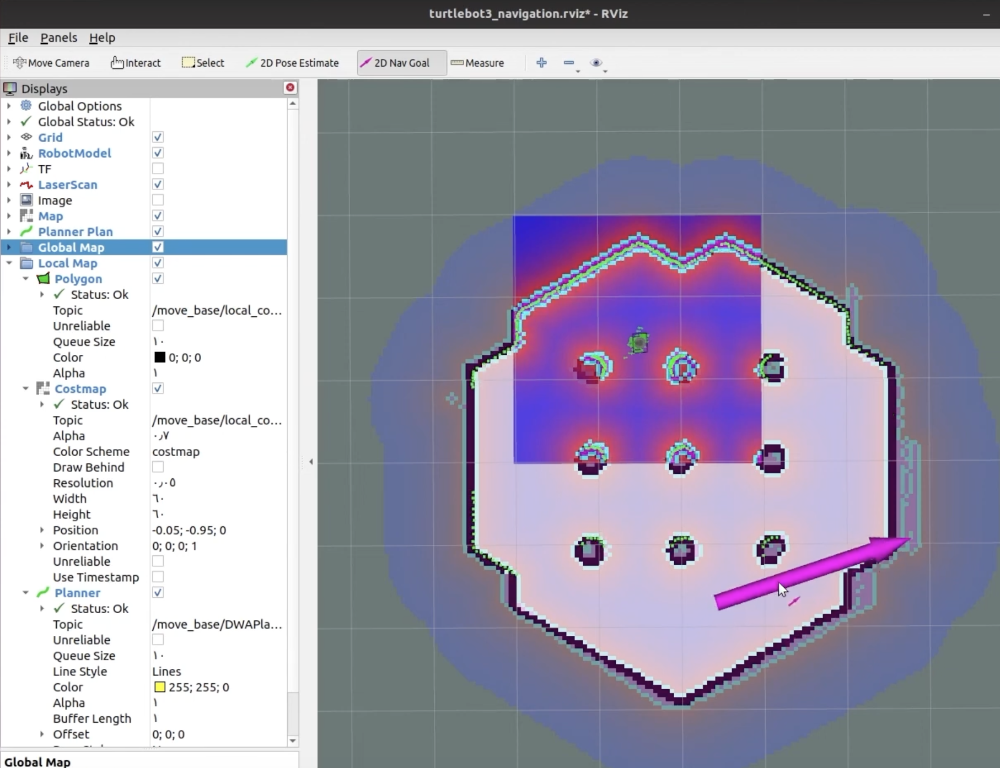 turtlebot3_navigation.rviz* - RViz
File Panels Help
Move Camera Interact Select 2D Pose Estimate 2D Nav Goal Measure
Displays
Global Options
Global Status: Ok
Grid
RobotModel
TF
LaserScan
Image
Map
Planner Plan
Global Map
Local Map
Polygon
Status: Ok
Topic /move_base/local_co...
Unreliable
Queue Size ١٠
Color 0; 0; 0
Alpha ١
Costmap
Status: Ok
Topic /move_base/local_co...
Alpha ٠٫٧
Color Scheme costmap
Draw Behind
Resolution ٠٫٠٥
Width ٦٠
Height ٦٠
Position -0.05; -0.95; 0
Orientation 0; 0; 0; 1
Unreliable
Use Timestamp
Planner
Status: Ok
Topic /move_base/DWAPla...
Unreliable
Queue Size ١٠
Line Style Lines
Color 255; 255; 0
Alpha ١
Buffer Length ١
Offset 0; 0; 0
Global Map